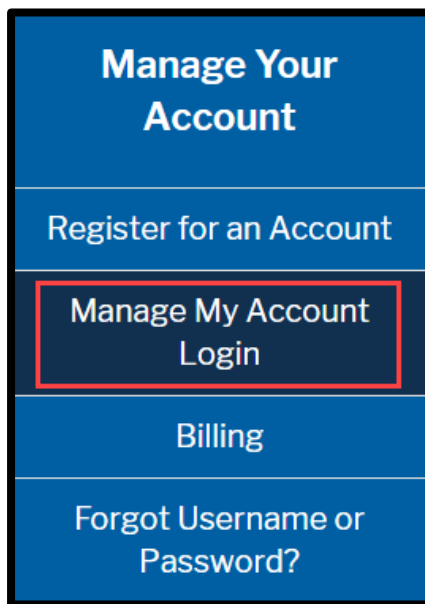 Manage Your
Account
Register for an Account
Manage My Account
Login
Billing
Forgot Username or
Password?